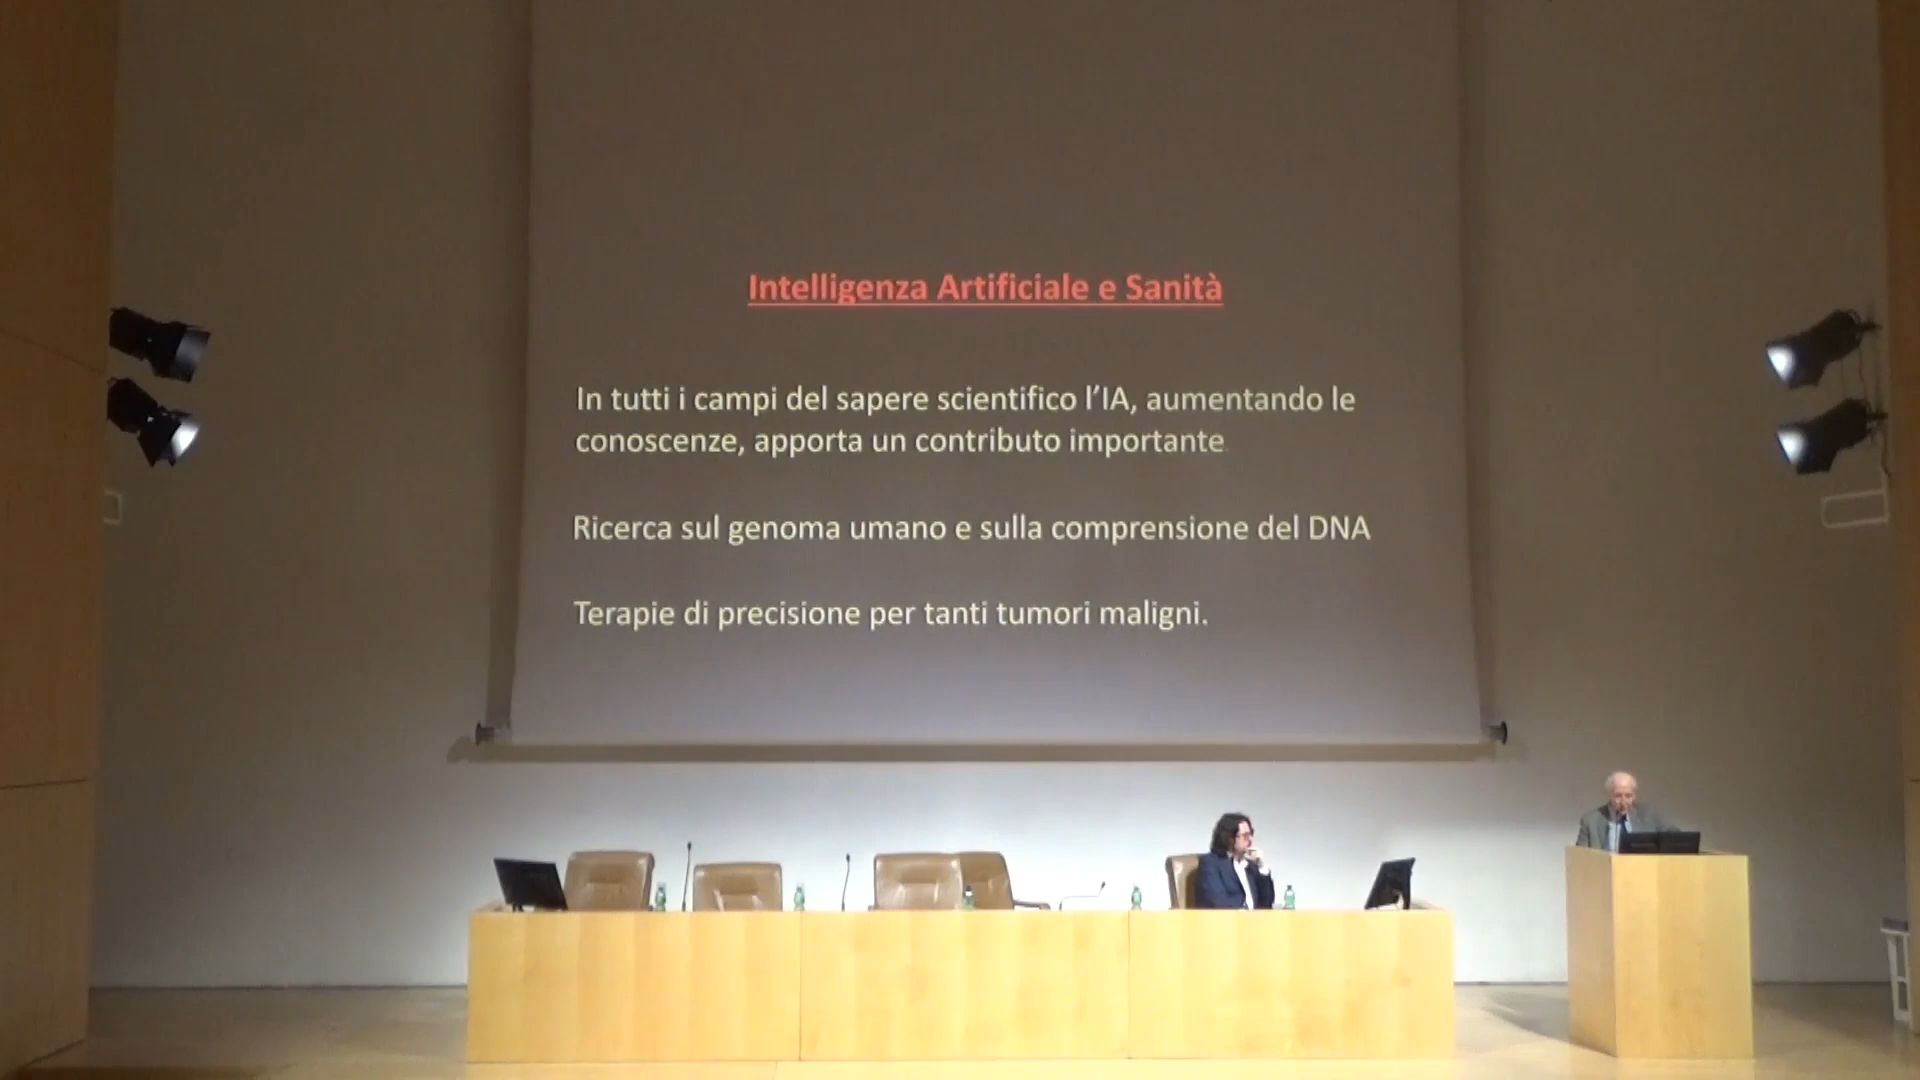 Intelligenza Artificiale e Sanità
In tutti i campi del sapere scientifico l’IA, aumentando le
conoscenze, apporta un contributo importante.
Ricerca sul genoma umano e sulla comprensione del DNA
Terapie di precisione per tanti tumori maligni.